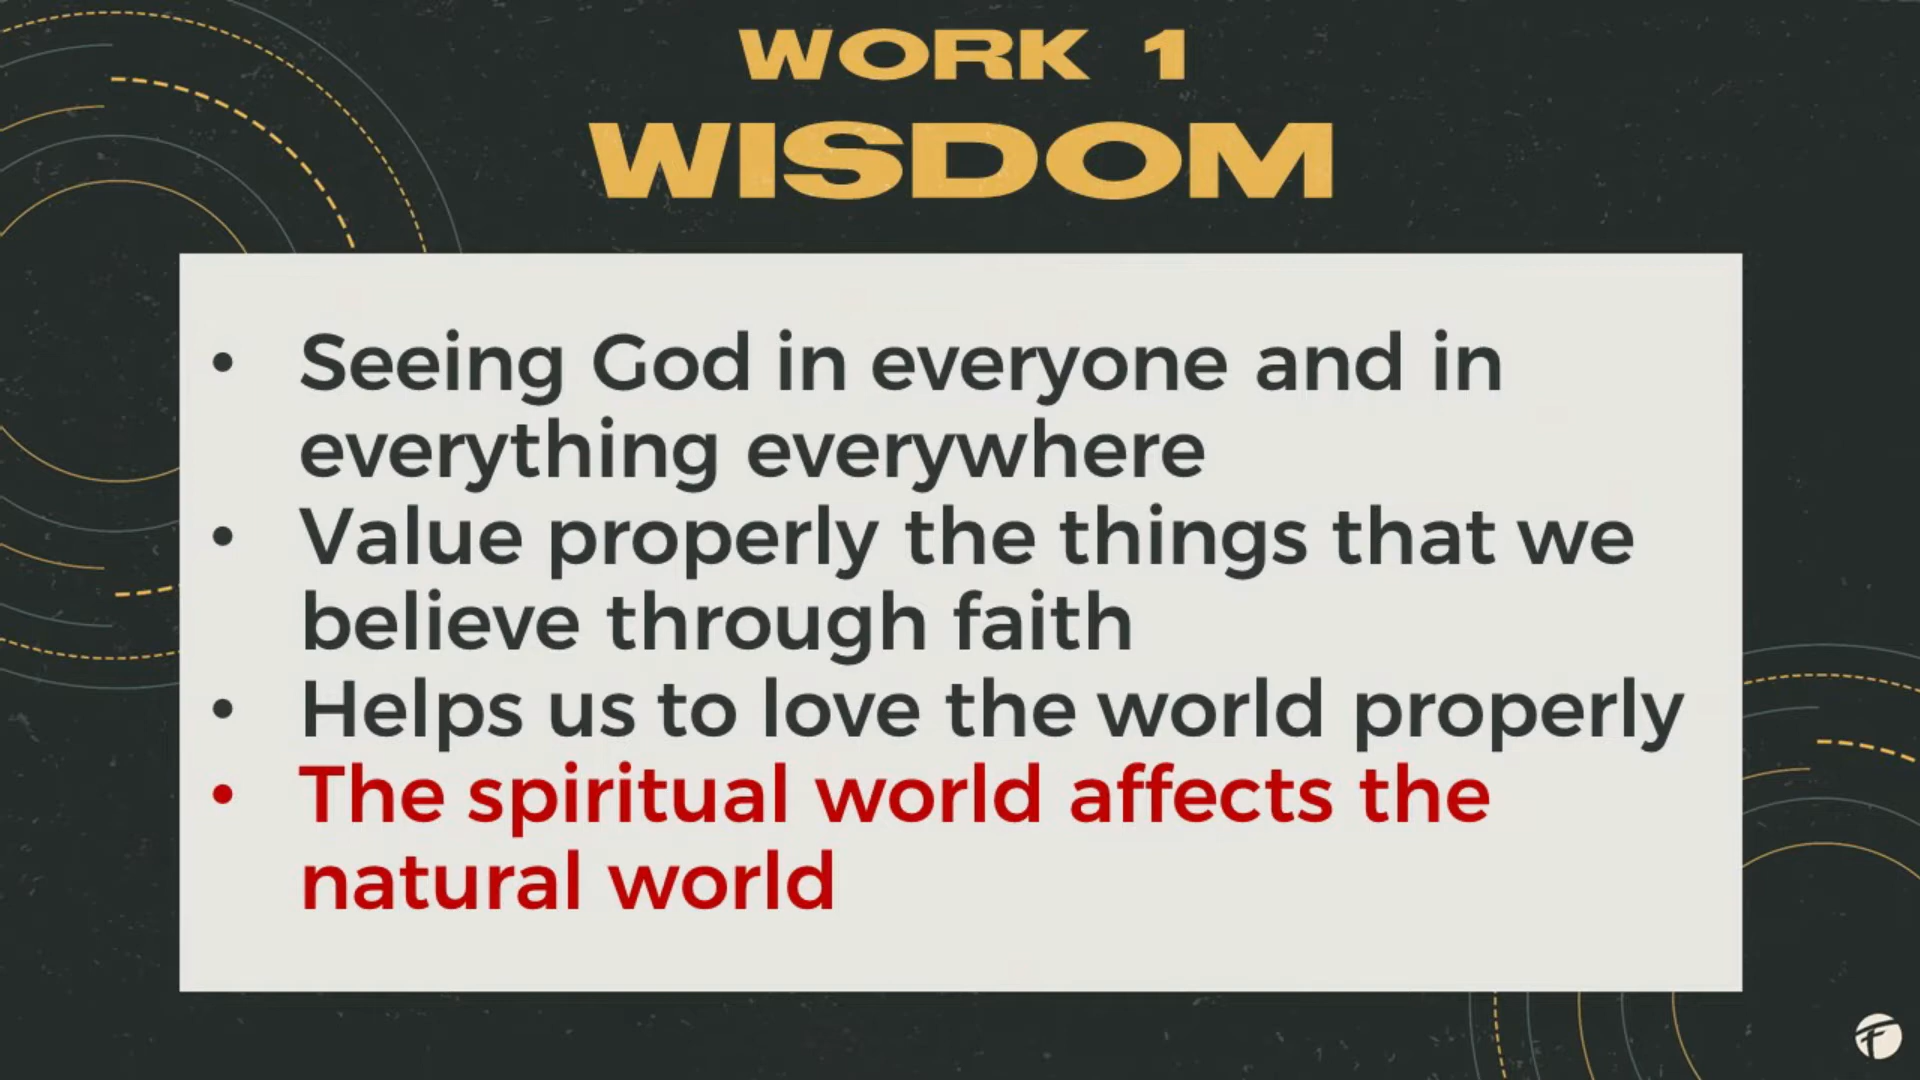 WORK 1
WISDOM
• Seeing God in everyone and in
everything everywhere
• Value properly the things that we
believe through faith
• Helps us to love the world properly
• The spiritual world affects the
natural world